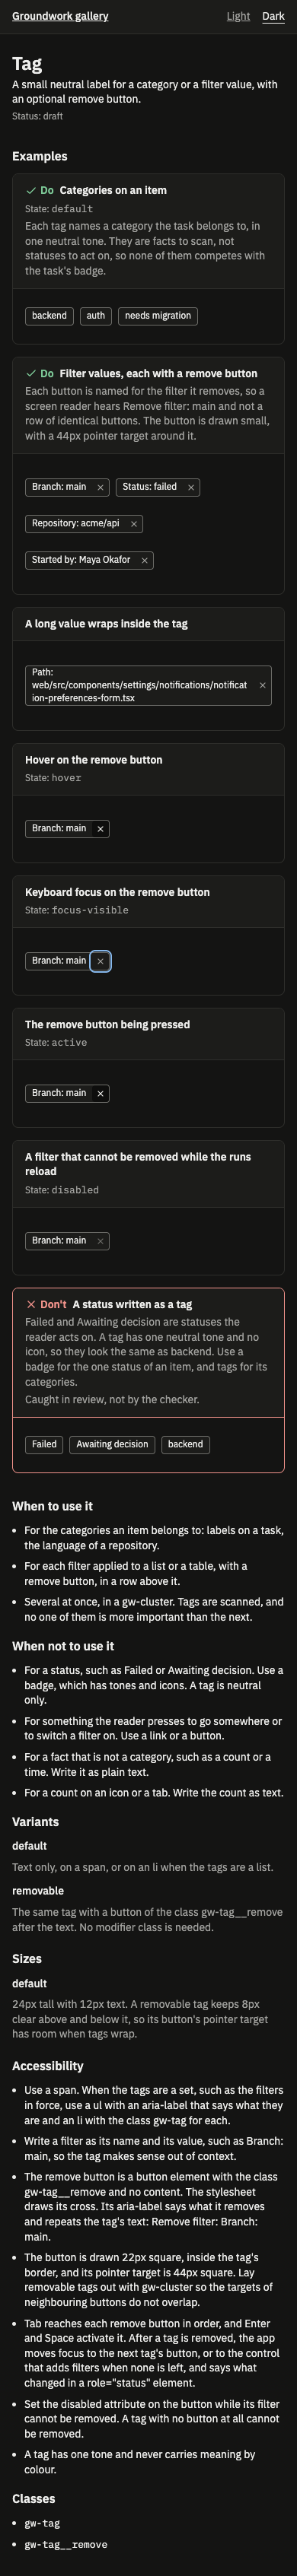 Groundwork gallery Light Dark
Tag
A small neutral label for a category or a filter value, with
an optional remove button.
Status: draft
Examples
Do Categories on an item
State: default
Each tag names a category the task belongs to, in
one neutral tone. They are facts to scan, not
statuses to act on, so none of them competes with
the task's badge.
backend auth needs migration
Do Filter values, each with a remove button
Each button is named for the filter it removes, so a
screen reader hears Remove filter: main and not a
row of identical buttons. The button is drawn small,
with a 44px pointer target around it.
Branch: main Status: failed
Repository: acme/api
Started by: Maya Okafor
A long value wraps inside the tag
Path:
web/src/components/settings/notifications/notificat
ion-preferences-form.tsx
Hover on the remove button
State: hover
Branch: main
Keyboard focus on the remove button
State: focus-visible
Branch: main
The remove button being pressed
State: active
Branch: main
A filter that cannot be removed while the runs
reload
State: disabled
Branch: main
Don't A status written as a tag
Failed and Awaiting decision are statuses the
reader acts on. A tag has one neutral tone and no
icon, so they look the same as backend. Use a
badge for the one status of an item, and tags for its
categories.
Caught in review, not by the checker.
Failed Awaiting decision backend
When to use it
• For the categories an item belongs to: labels on a task,
the language of a repository.
• For each filter applied to a list or a table, with a
remove button, in a row above it.
• Several at once, in a gw-cluster. Tags are scanned, and
no one of them is more important than the next.
When not to use it
• For a status, such as Failed or Awaiting decision. Use a
badge, which has tones and icons. A tag is neutral
only.
• For something the reader presses to go somewhere or
to switch a filter on. Use a link or a button.
• For a fact that is not a category, such as a count or a
time. Write it as plain text.
• For a count on an icon or a tab. Write the count as text.
Variants
default
Text only, on a span, or on an li when the tags are a list.
removable
The same tag with a button of the class gw-tag__remove
after the text. No modifier class is needed.
Sizes
default
24px tall with 12px text. A removable tag keeps 8px
clear above and below it, so its button's pointer target
has room when tags wrap.
Accessibility
• Use a span. When the tags are a set, such as the filters
in force, use a ul with an aria-label that says what they
are and an li with the class gw-tag for each.
• Write a filter as its name and its value, such as Branch:
main, so the tag makes sense out of context.
• The remove button is a button element with the class
gw-tag__remove and no content. The stylesheet
draws its cross. Its aria-label says what it removes
and repeats the tag's text: Remove filter: Branch:
main.
• The button is drawn 22px square, inside the tag's
border, and its pointer target is 44px square. Lay
removable tags out with gw-cluster so the targets of
neighbouring buttons do not overlap.
• Tab reaches each remove button in order, and Enter
and Space activate it. After a tag is removed, the app
moves focus to the next tag's button, or to the control
that adds filters when none is left, and says what
changed in a role="status" element.
• Set the disabled attribute on the button while its filter
cannot be removed. A tag with no button at all cannot
be removed.
• A tag has one tone and never carries meaning by
colour.
Classes
• gw-tag
• gw-tag__remove